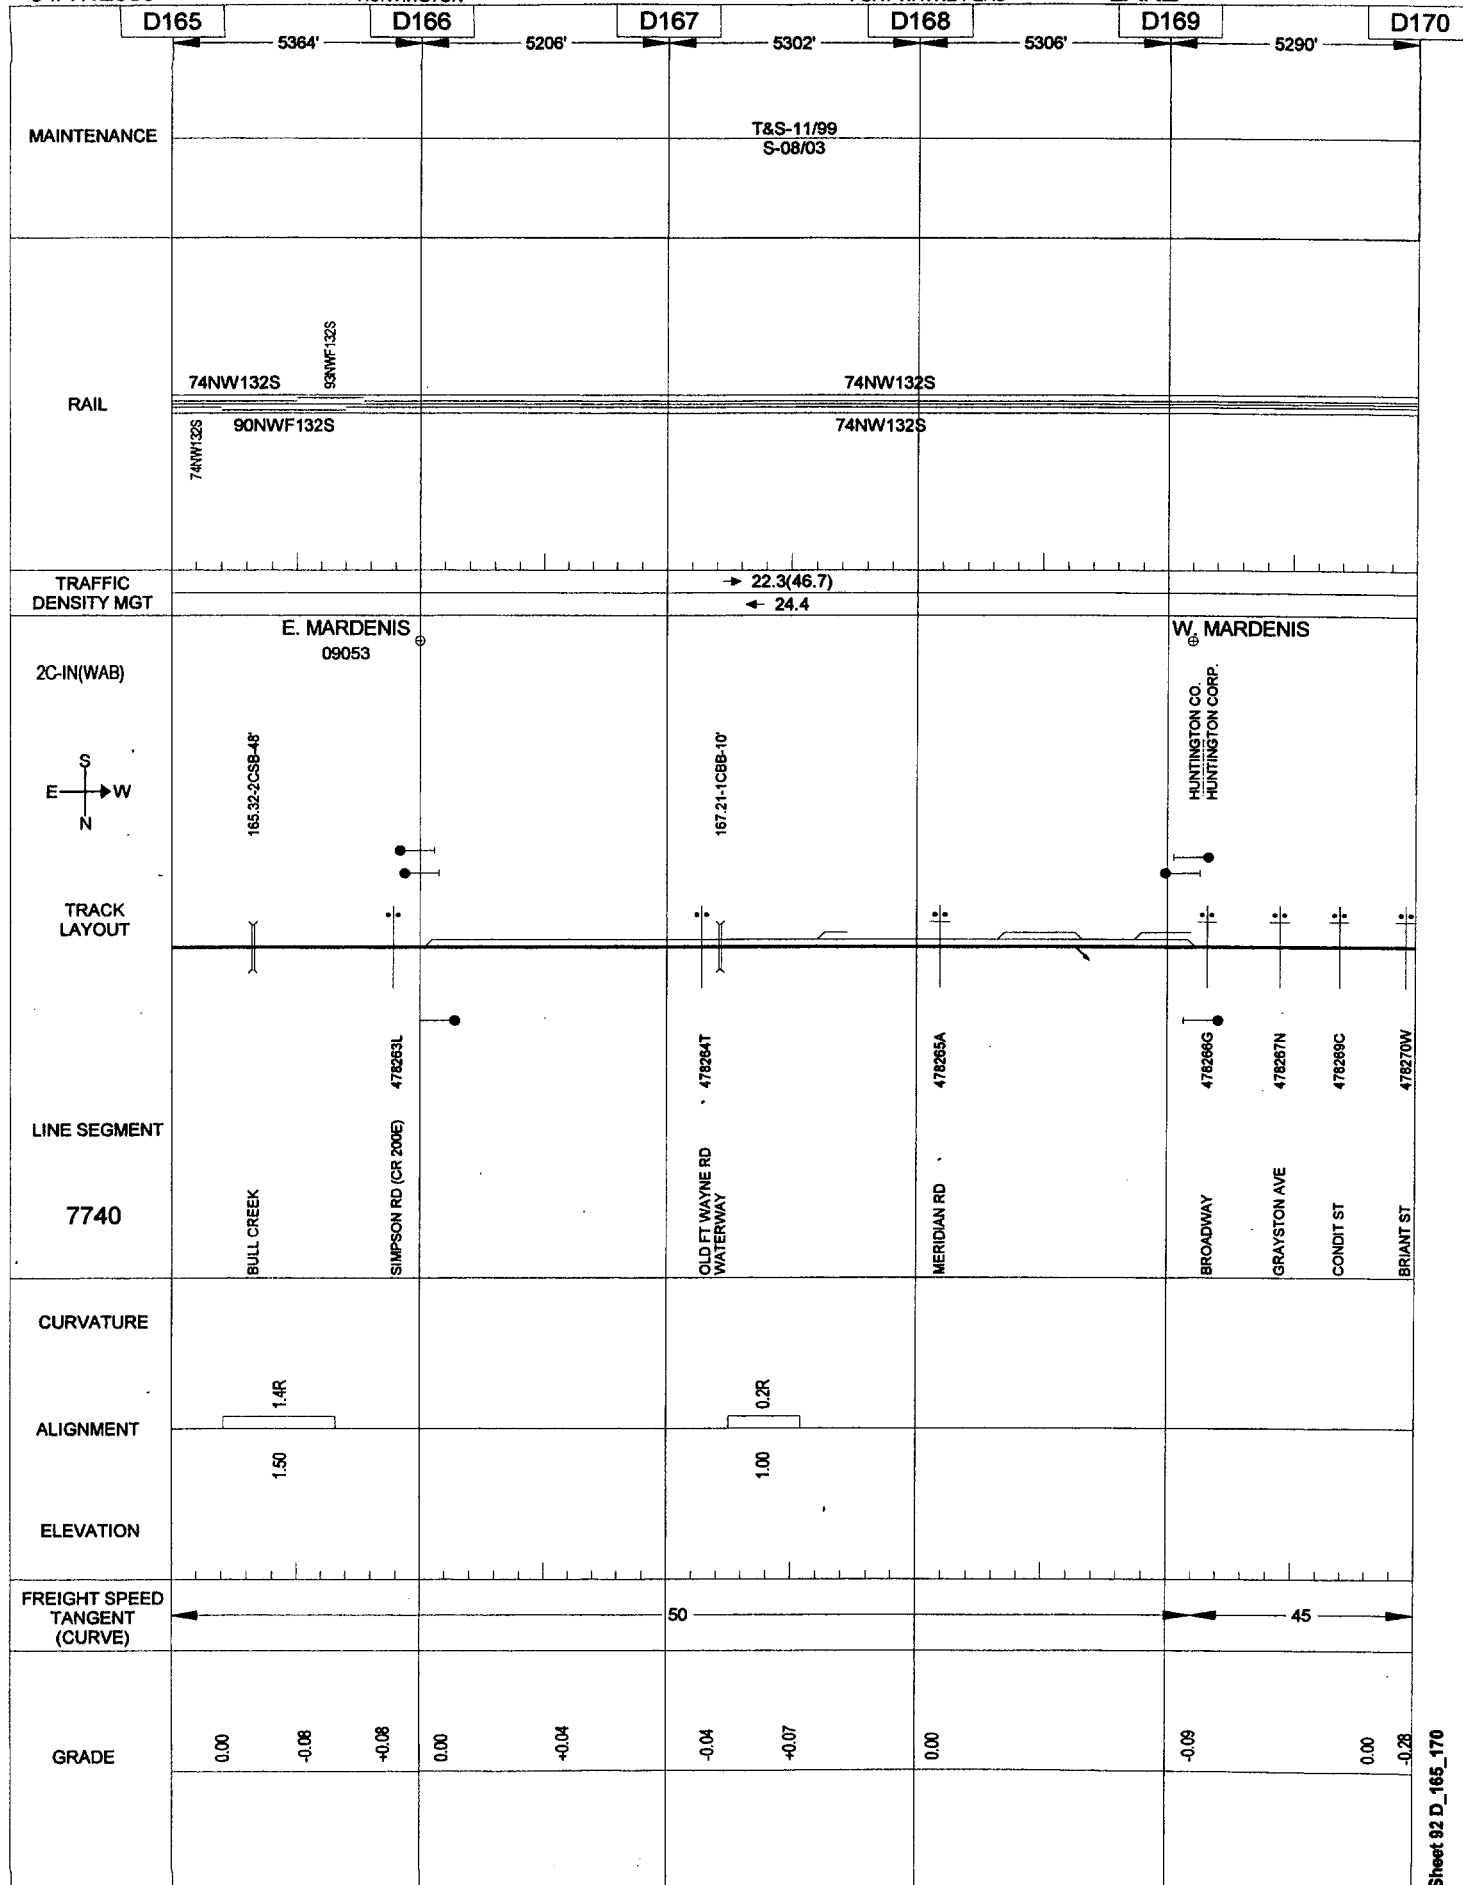 D165 D166 D167 D168 D169 D170
5364' 5206' 5302' 5306' 5290'
MAINTENANCE
T&S-11/99
S-08/03
RAIL
74NW132S
93NWF132S
74NW132S
90NWF132S
74NW132S
74NW132S
TRAFFIC
DENSITY MGT
22.3(46.7)
24.4
E. MARDENIS
09053
W. MARDENIS
2C-IN(WAB)
HUNTINGTON CO.
HUNTINGTON CORP.
S
E W
N
165.32-2CSB-48'
167.21-1CBB-10'
TRACK
LAYOUT
478263L
478264T
478265A
478266G
478267N
478269C
478270W
LINE SEGMENT
7740
BULL CREEK
SIMPSON RD (CR 200E)
OLD FT WAYNE RD
WATERWAY
MERIDIAN RD
BROADWAY
GRAYSTON AVE
CONDIT ST
BRIANT ST
CURVATURE
1.4R
0.2R
ALIGNMENT
1.50
1.00
ELEVATION
FREIGHT SPEED
TANGENT
(CURVE)
50
45
GRADE
0.00
-0.08
+0.08
0.00
+0.04
-0.04
+0.07
0.00
-0.09
0.00
-0.28
Sheet 92 D_165_170